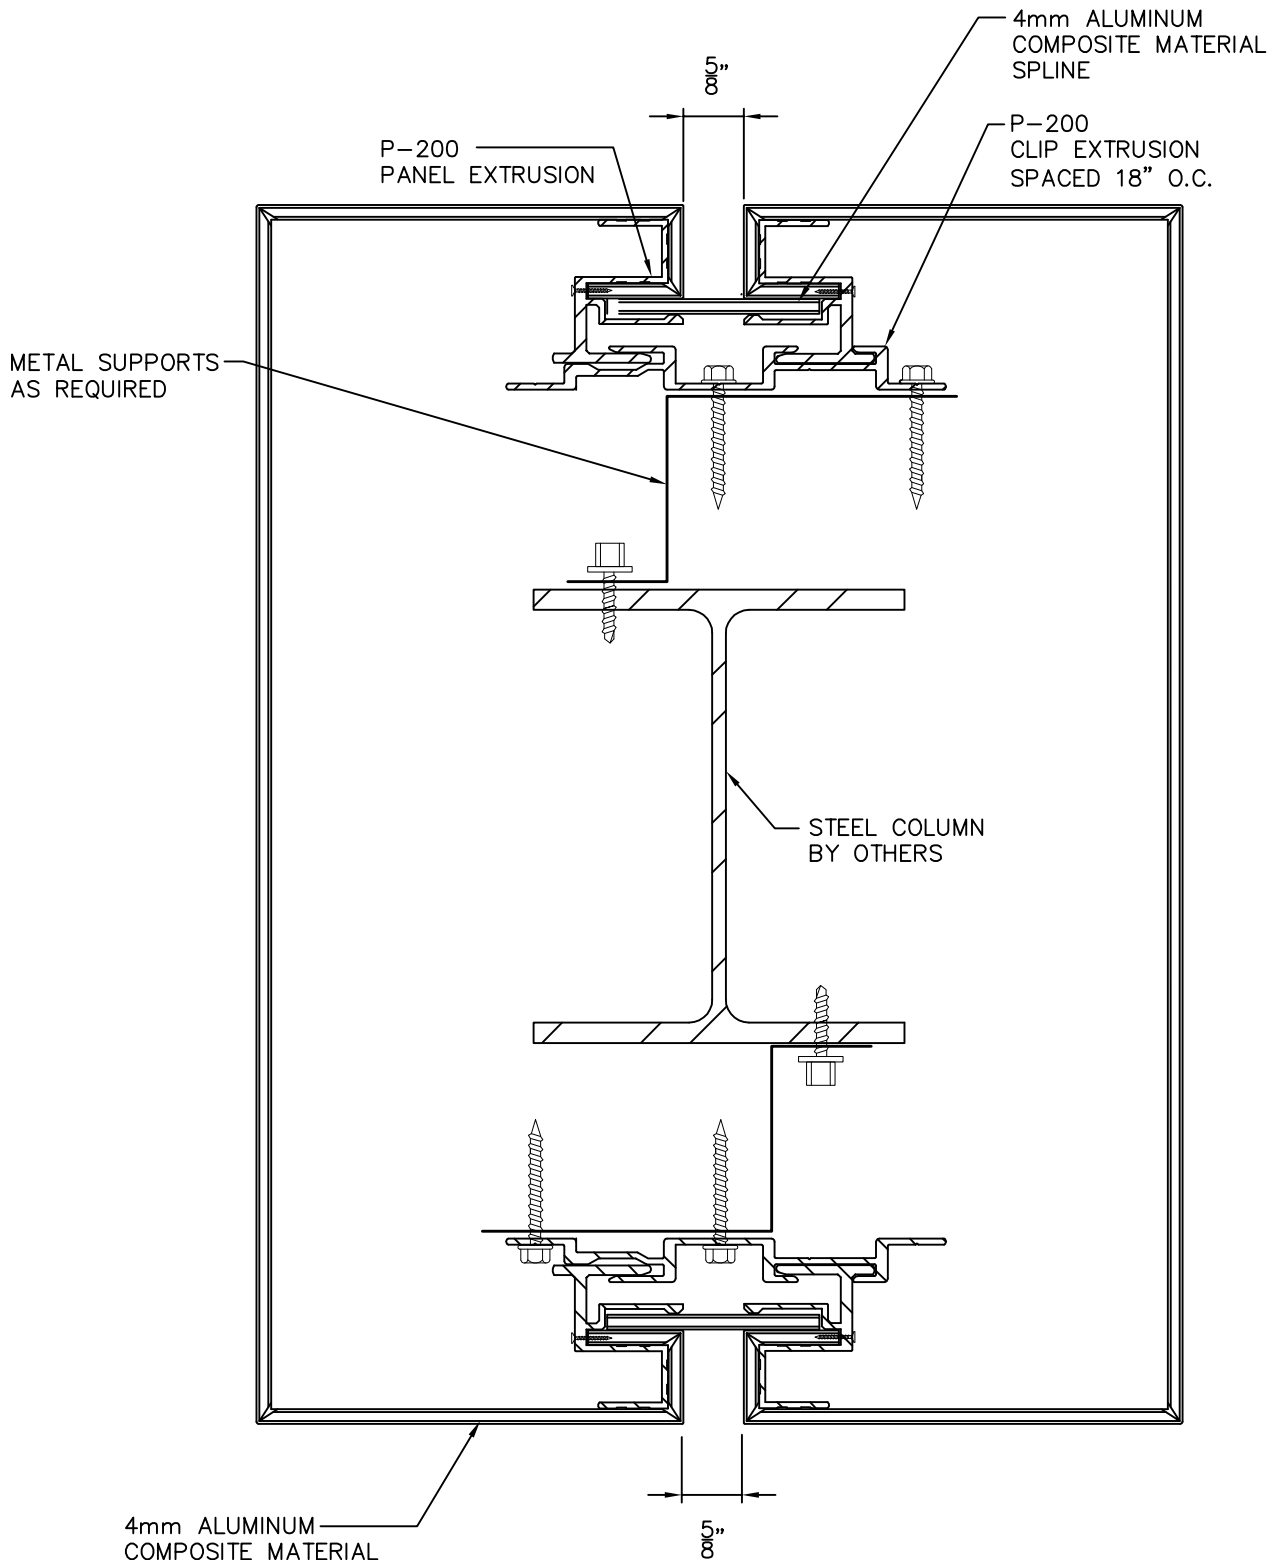 4mm ALUMINUM
COMPOSITE MATERIAL
SPLINE
5/8"
P-200
PANEL EXTRUSION
P-200
CLIP EXTRUSION
SPACED 18" O.C.
METAL SUPPORTS
AS REQUIRED
STEEL COLUMN
BY OTHERS
4mm ALUMINUM
COMPOSITE MATERIAL
5/8"